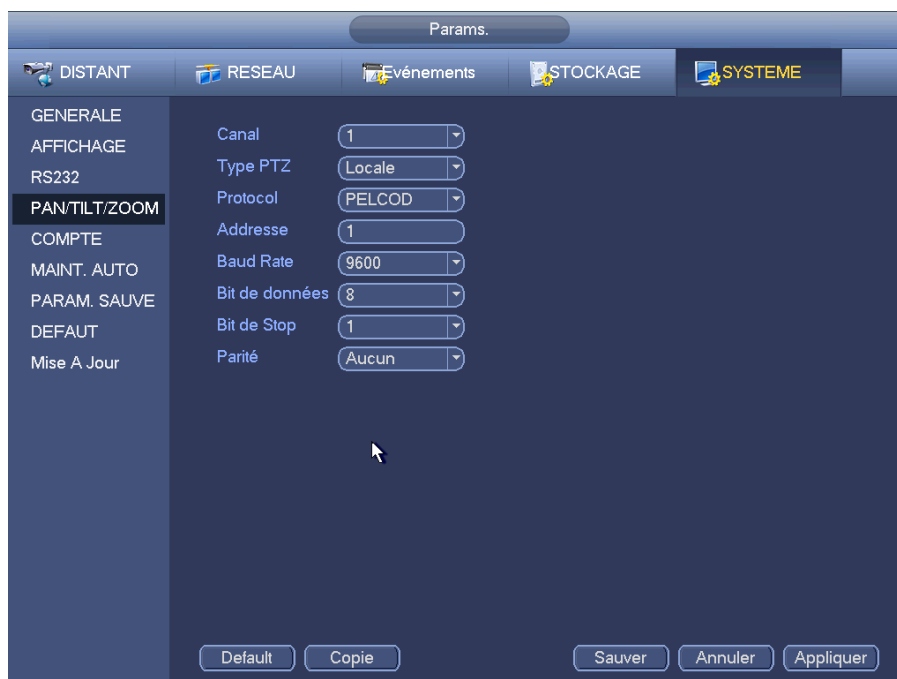 Params.
DISTANT RESEAU Evénements STOCKAGE SYSTEME
GENERALE
AFFICHAGE
RS232
PAN/TILT/ZOOM
COMPTE
MAINT. AUTO
PARAM. SAUVE
DEFAUT
Mise A Jour
Canal 1
Type PTZ Locale
Protocol PELCOD
Addresse 1
Baud Rate 9600
Bit de données 8
Bit de Stop 1
Parité Aucun
Default Copie Sauver Annuler Appliquer